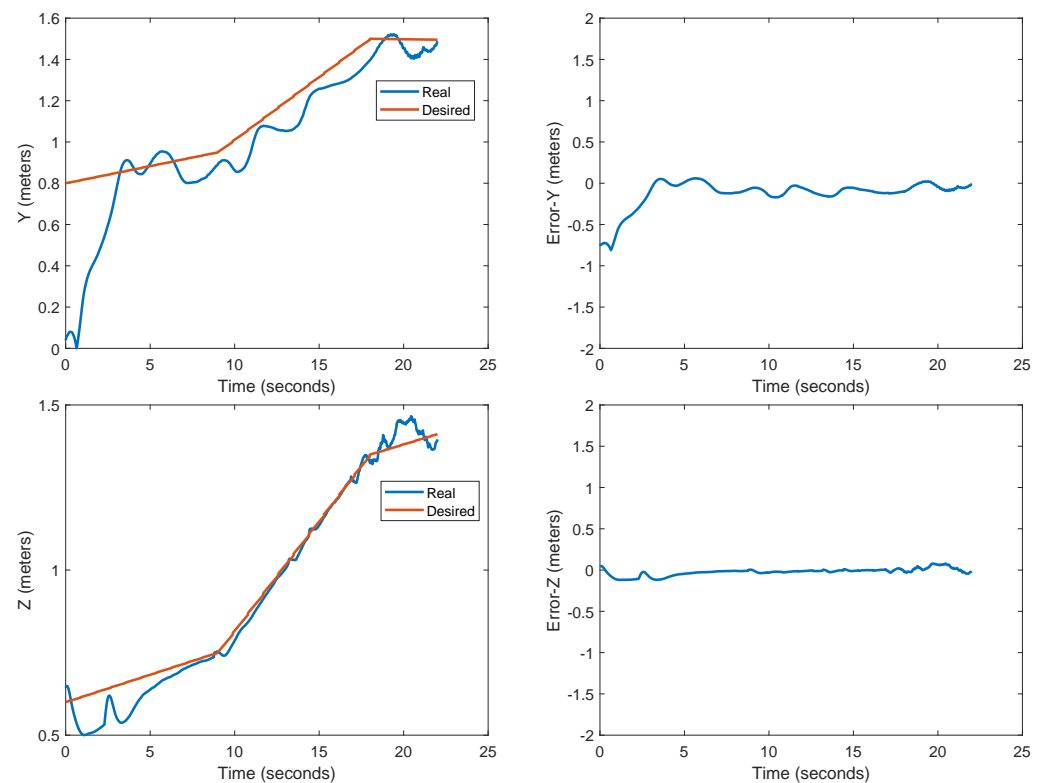 1.6
1.4
1.2
1
0.8
0.6
0.4
0.2
0
Y (meters)
Real
Desired
0 5 10 15 20 25
Time (seconds)
2
1.5
1
0.5
0
-0.5
-1
-1.5
-2
Error-Y (meters)
0 5 10 15 20 25
Time (seconds)
1.5
1
0.5
Z (meters)
Real
Desired
0 5 10 15 20 25
Time (seconds)
2
1.5
1
0.5
0
-0.5
-1
-1.5
-2
Error-Z (meters)
0 5 10 15 20 25
Time (seconds)